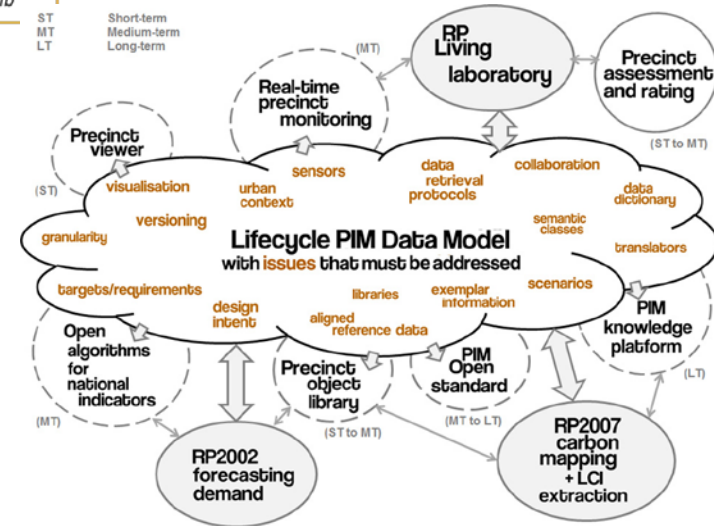 ST Short-term
MT Medium-term
LT Long-term
RP
Living
laboratory
(MT)
Real-time
precinct
monitoring
Precinct
assessment
and rating
(ST to MT)
Precinct
viewer
(ST)
visualisation
sensors
urban
context
data
retrieval
protocols
collaboration
data
dictionary
versioning
granularity
semantic
classes
translators
Lifecycle PIM Data Model
with issues that must be addressed
targets/requirements
design
intent
libraries
aligned
reference data
exemplar
information
scenarios
Open
algorithms
for
national
indicators
(MT)
Precinct
object
library
(ST to MT)
PIM
Open
standard
(MT to LT)
PIM
knowledge
platform
(LT)
RP2002
forecasting
demand
RP2007
carbon
mapping
+ LCI
extraction